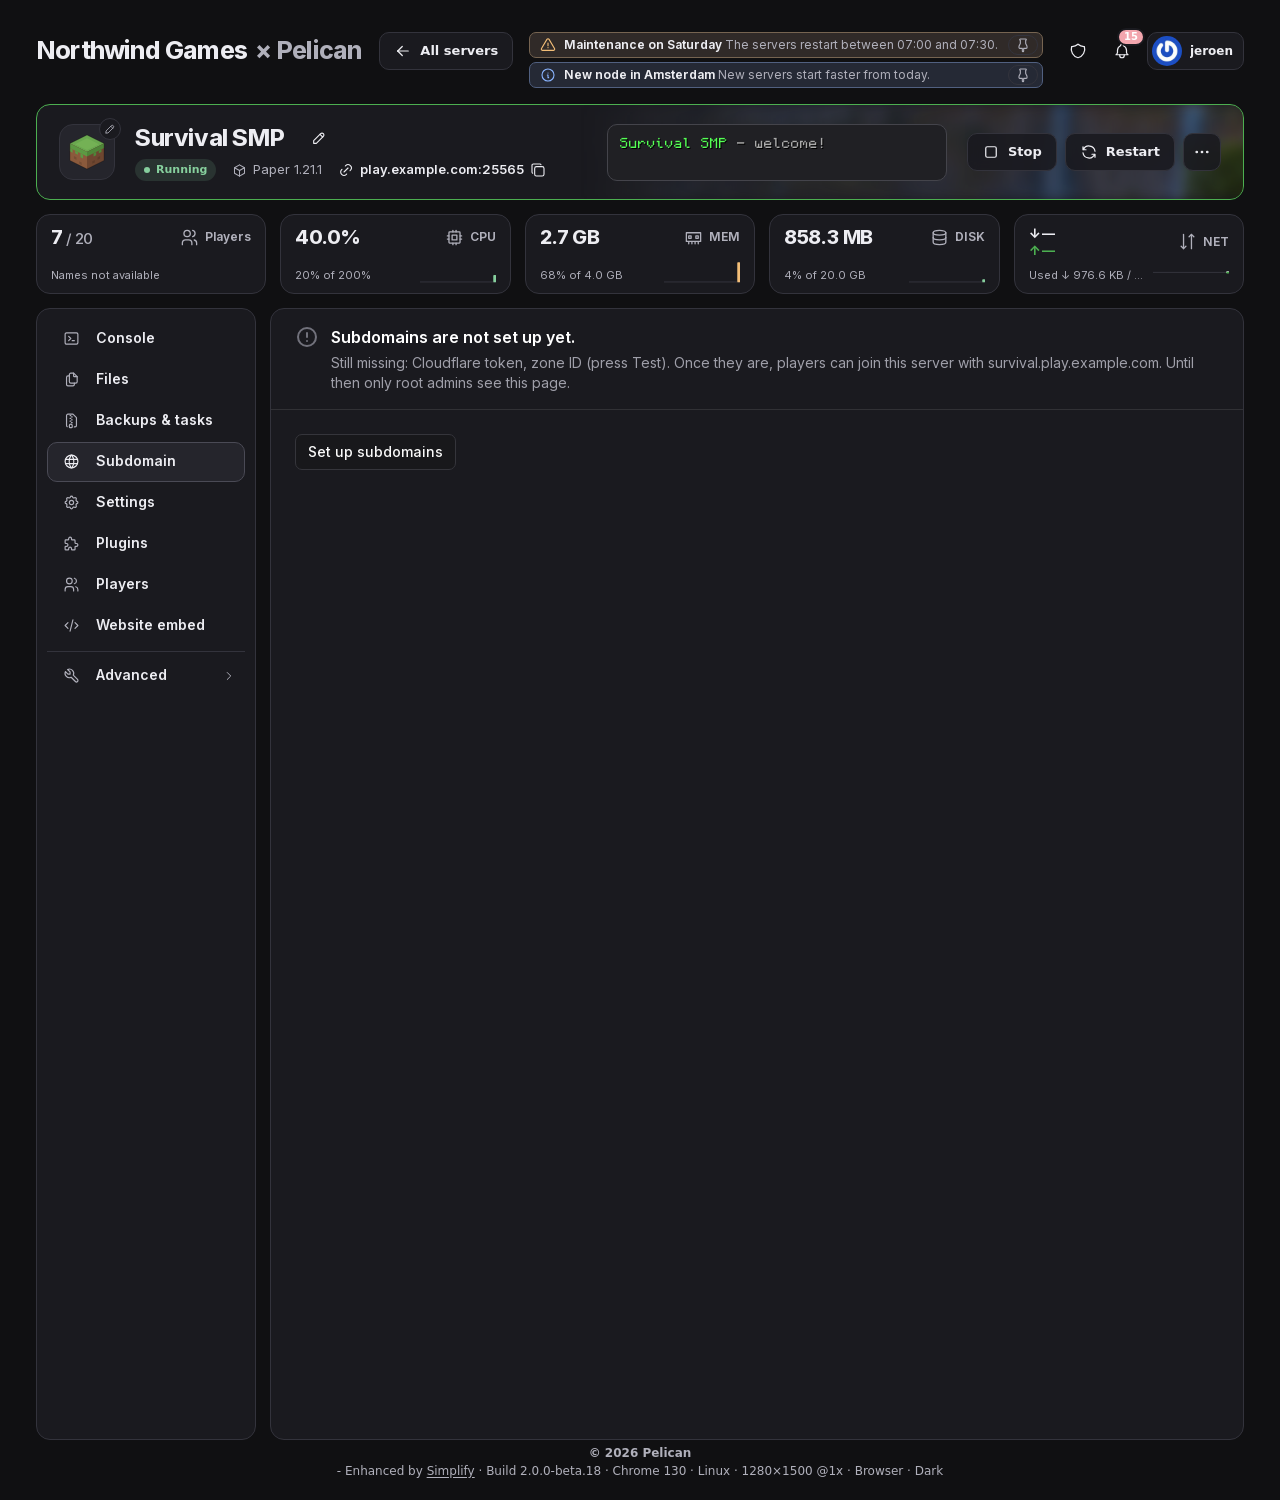 Northwind Games × Pelican
All servers
Maintenance on Saturday The servers restart between 07:00 and 07:30.
New node in Amsterdam New servers start faster from today.
15
jeroen
Survival SMP
Running
Paper 1.21.1
play.example.com:25565
Survival SMP – welcome!
Stop
Restart
7 / 20
Players
Names not available
40.0%
CPU
20% of 200%
2.7 GB
MEM
68% of 4.0 GB
858.3 MB
DISK
4% of 20.0 GB
↓—
↑—
NET
Used ↓ 976.6 KB / ...
Console
Files
Backups & tasks
Subdomain
Settings
Plugins
Players
Website embed
Advanced
Subdomains are not set up yet.
Still missing: Cloudflare token, zone ID (press Test). Once they are, players can join this server with survival.play.example.com. Until
then only root admins see this page.
Set up subdomains
© 2026 Pelican
- Enhanced by Simplify · Build 2.0.0-beta.18 · Chrome 130 · Linux · 1280×1500 @1x · Browser · Dark